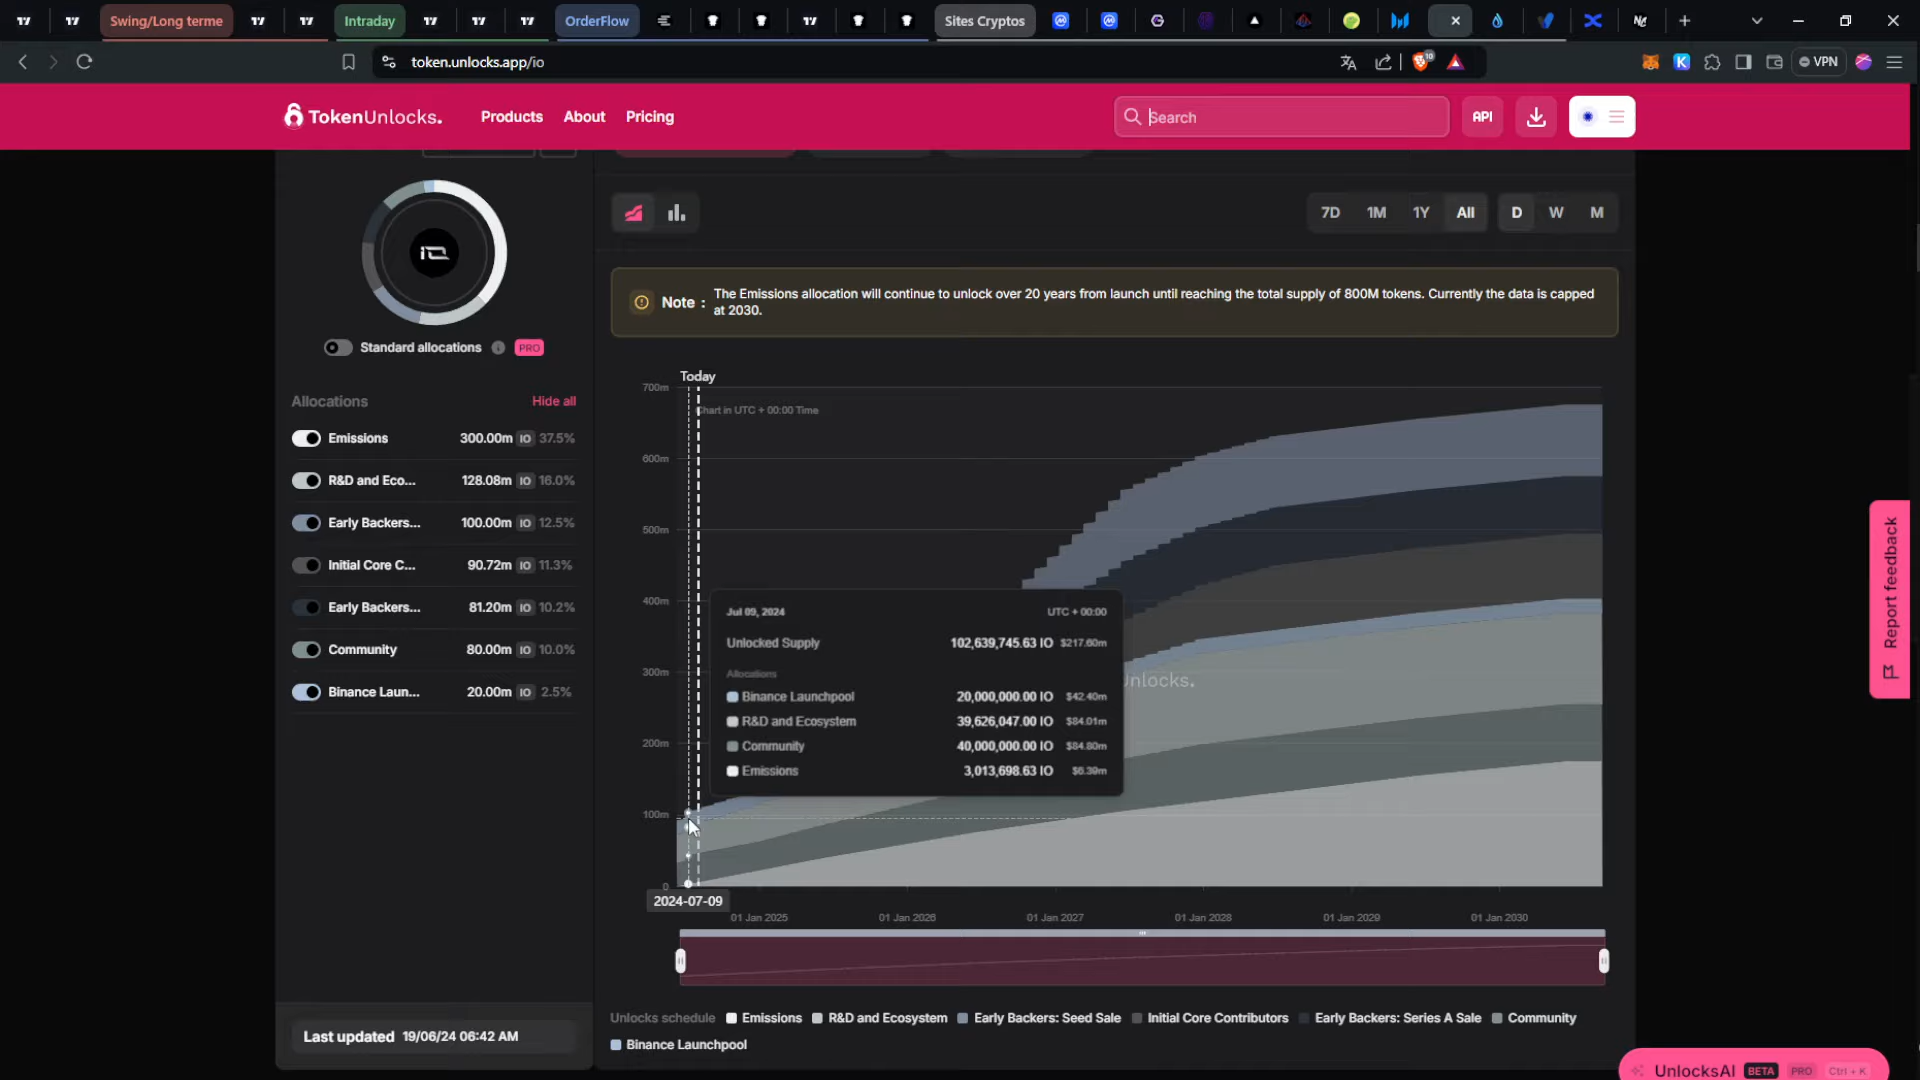 Swing/Long terme
Intraday
OrderFlow
Sites Cryptos
token.unlocks.app/io
VPN
TokenUnlocks.
Products
About
Pricing
Search
API
7D
1M
1Y
All
D
W
M
Note :
The Emissions allocation will continue to unlock over 20 years from launch until reaching the total supply of 800M tokens. Currently the data is capped
at 2030.
Standard allocations
PRO
Allocations
Hide all
Emissions 300.00m IO 37.5%
R&D and Eco... 128.08m IO 16.0%
Early Backers... 100.00m IO 12.5%
Initial Core C... 90.72m IO 11.3%
Early Backers... 81.20m IO 10.2%
Community 80.00m IO 10.0%
Binance Laun... 20.00m IO 2.5%
Last updated 19/06/24 06:42 AM
Today
Chart in UTC + 00:00 Time
700m
600m
500m
400m
300m
200m
100m
0
Jul 09, 2024 UTC + 00:00
Unlocked Supply 102,639,745.63 IO $217.60m
Allocations
Binance Launchpool 20,000,000.00 IO $42.40m
R&D and Ecosystem 39,626,047.00 IO $84.01m
Community 40,000,000.00 IO $84.80m
Emissions 3,013,698.63 IO $6.39m
Unlocks.
2024-07-09
01 Jan 2025
01 Jan 2026
01 Jan 2027
01 Jan 2028
01 Jan 2029
01 Jan 2030
Unlocks schedule Emissions R&D and Ecosystem Early Backers: Seed Sale Initial Core Contributors Early Backers: Series A Sale Community
Binance Launchpool
Report feedback
UnlocksAI BETA PRO Ctrl + K